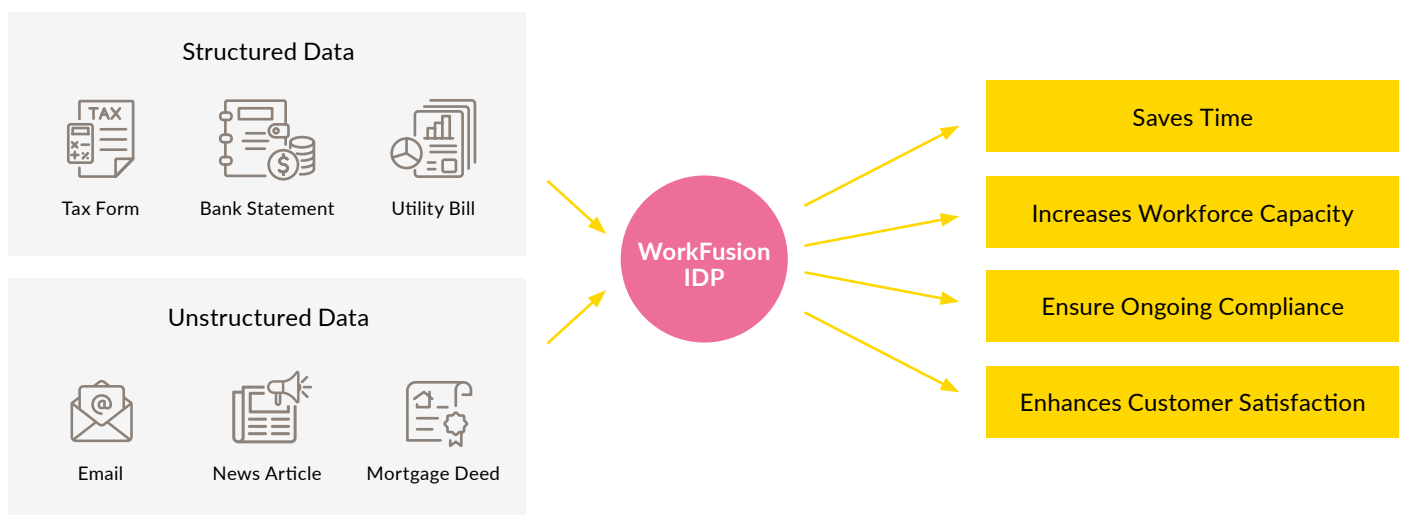 Structured Data
TAX
Tax Form
Bank Statement
Utility Bill
Unstructured Data
@
Email
News Article
Mortgage Deed
WorkFusion
IDP
Saves Time
Increases Workforce Capacity
Ensure Ongoing Compliance
Enhances Customer Satisfaction